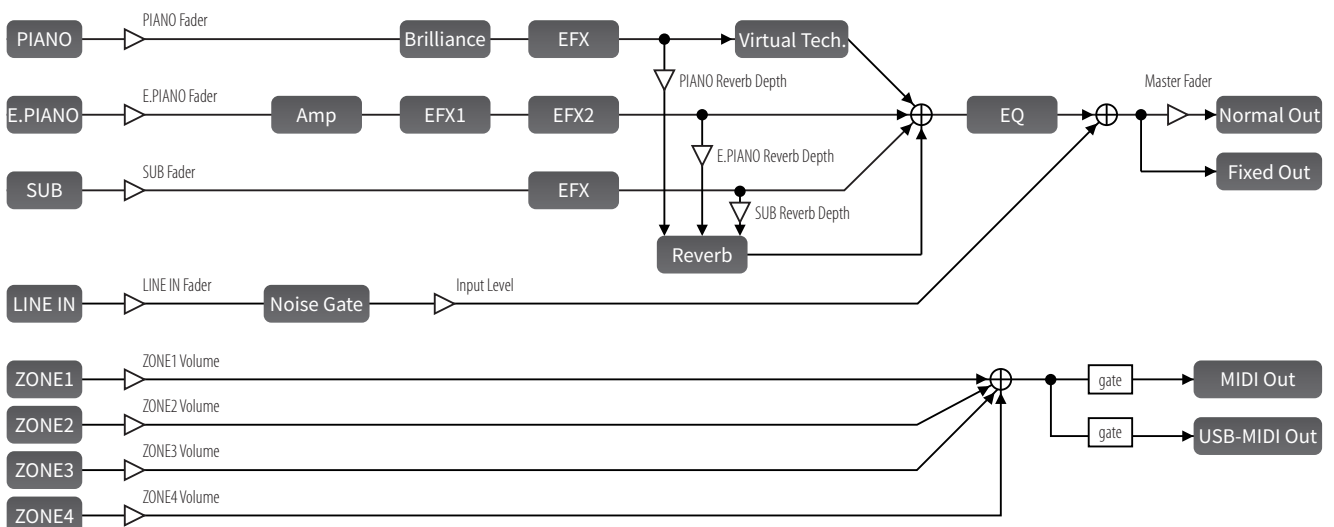 PIANO Fader
PIANO
Brilliance
EFX
Virtual Tech.
PIANO Reverb Depth
Master Fader
E.PIANO Fader
E.PIANO
Amp
EFX1
EFX2
EQ
Normal Out
E.PIANO Reverb Depth
SUB Fader
Fixed Out
SUB
EFX
SUB Reverb Depth
Reverb
LINE IN Fader
Input Level
LINE IN
Noise Gate
ZONE1 Volume
ZONE1
gate
MIDI Out
ZONE2 Volume
ZONE2
gate
USB-MIDI Out
ZONE3 Volume
ZONE3
ZONE4 Volume
ZONE4